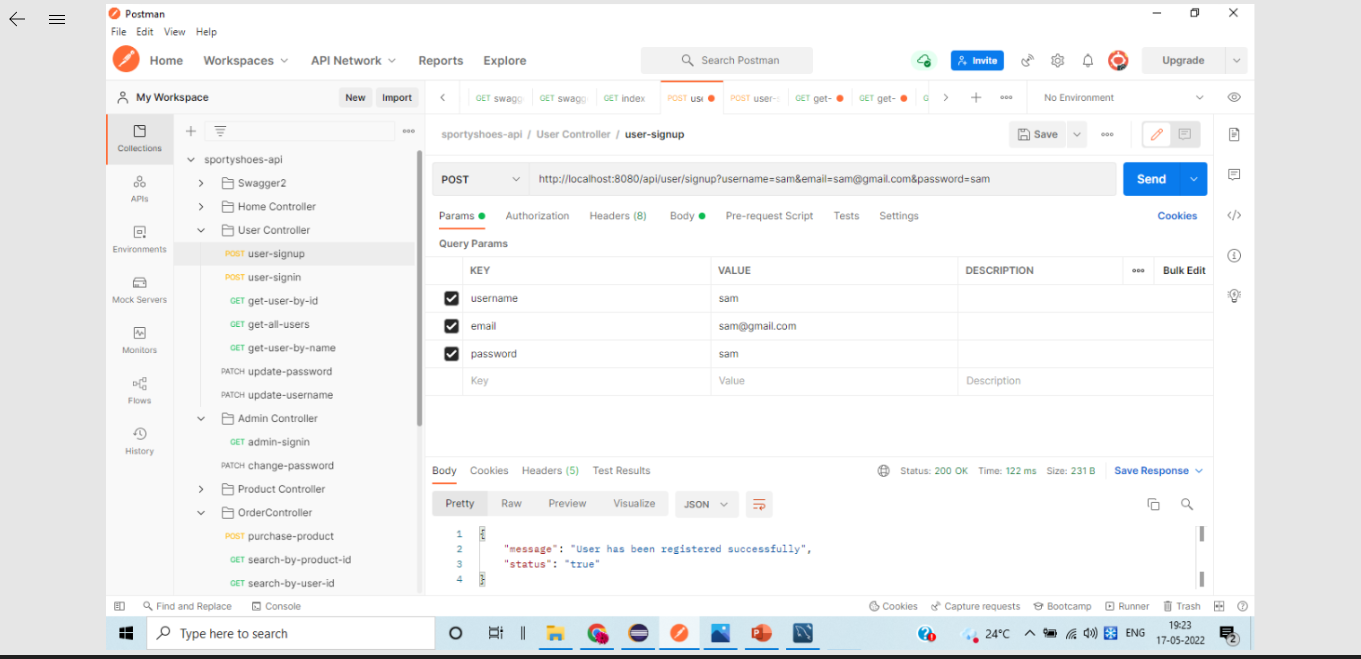 Postman
File Edit View Help
Home Workspaces API Network Reports Explore Search Postman Invite Upgrade
My Workspace New Import GET swagg GET swagg GET index POST use POST user-s GET get- GET get- No Environment
sportyshoes-api / User Controller / user-signup Save
Collections
APIs
Environments
Mock Servers
Monitors
Flows
History
sportyshoes-api
Swagger2
Home Controller
User Controller
POST user-signup
POST user-signin
GET get-user-by-id
GET get-all-users
GET get-user-by-name
PATCH update-password
PATCH update-username
Admin Controller
GET admin-signin
PATCH change-password
Product Controller
OrderController
POST purchase-product
GET search-by-product-id
GET search-by-user-id
POST http://localhost:8080/api/user/signup?username=sam&email=sam@gmail.com&password=sam Send
Params Authorization Headers (8) Body Pre-request Script Tests Settings Cookies
Query Params
KEY VALUE DESCRIPTION Bulk Edit
username sam
email sam@gmail.com
password sam
Key Value Description
Body Cookies Headers (5) Test Results Status: 200 OK Time: 122 ms Size: 231 B Save Response
Pretty Raw Preview Visualize JSON
1 {
2 "message": "User has been registered successfully",
3 "status": "true"
4 }
Find and Replace Console Cookies Capture requests Bootcamp Runner Trash
Type here to search 24°C ENG 19:23
17-05-2022 2